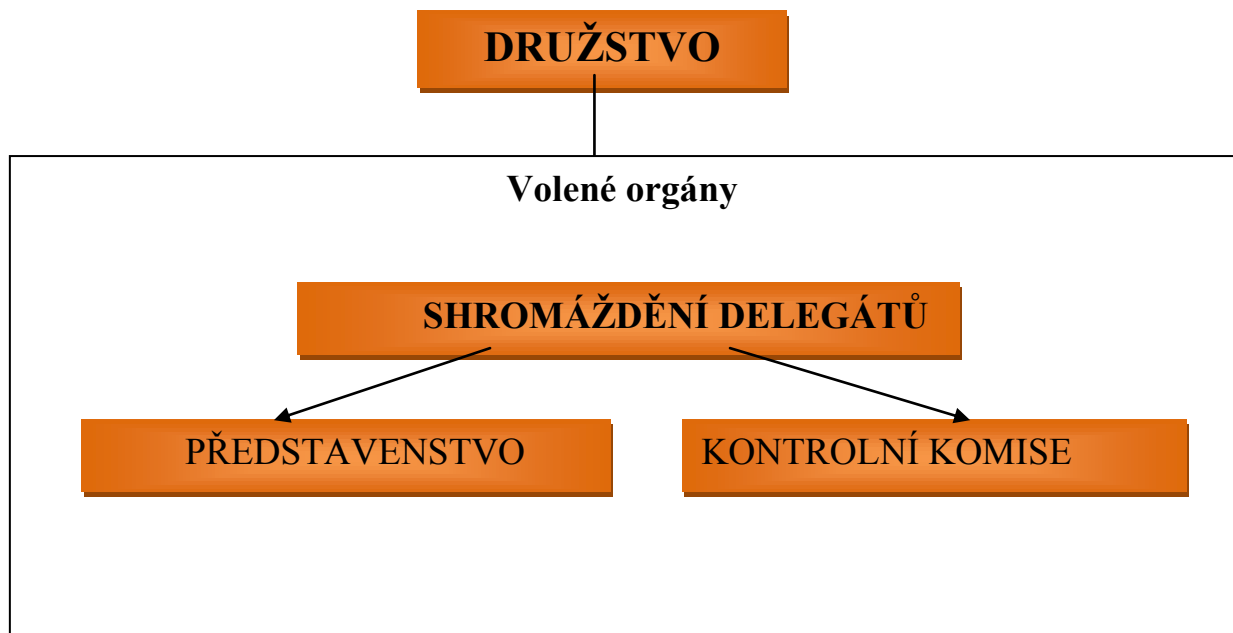 DRUŽSTVO
Volené orgány
SHROMÁŽDĚNÍ DELEGÁTŮ
PŘEDSTAVENSTVO
KONTROLNÍ KOMISE